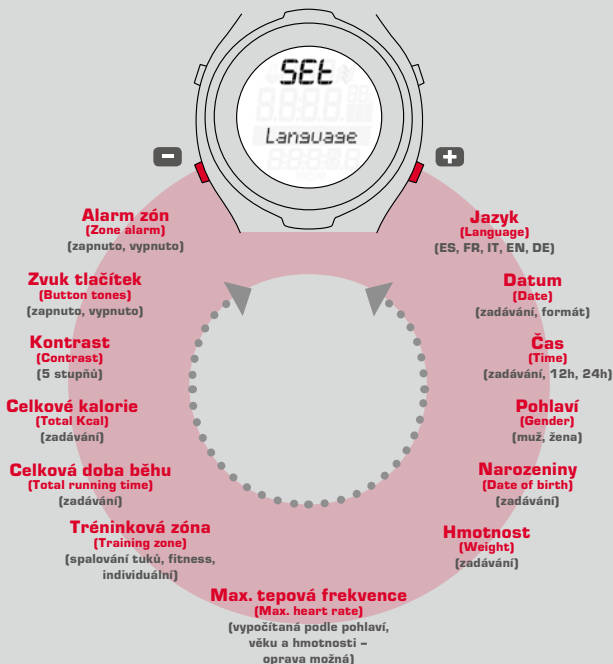 SEt
Language
−
+
Jazyk
(Language)
(ES, FR, IT, EN, DE)
Datum
(Date)
(zadávání, formát)
Čas
(Time)
(zadávání, 12h, 24h)
Pohlaví
(Gender)
(muž, žena)
Narozeniny
(Date of birth)
(zadávání)
Hmotnost
(Weight)
(zadávání)
Max. tepová frekvence
(Max. heart rate)
(vypočítaná podle pohlaví,
věku a hmotnosti –
oprava možná)
Tréninková zóna
(Training zone)
(spalování tuků, fitness,
individuální)
Celková doba běhu
(Total running time)
(zadávání)
Celkové kalorie
(Total Kcal)
(zadávání)
Kontrast
(Contrast)
(5 stupňů)
Zvuk tlačítek
(Button tones)
(zapnuto, vypnuto)
Alarm zón
(Zone alarm)
(zapnuto, vypnuto)